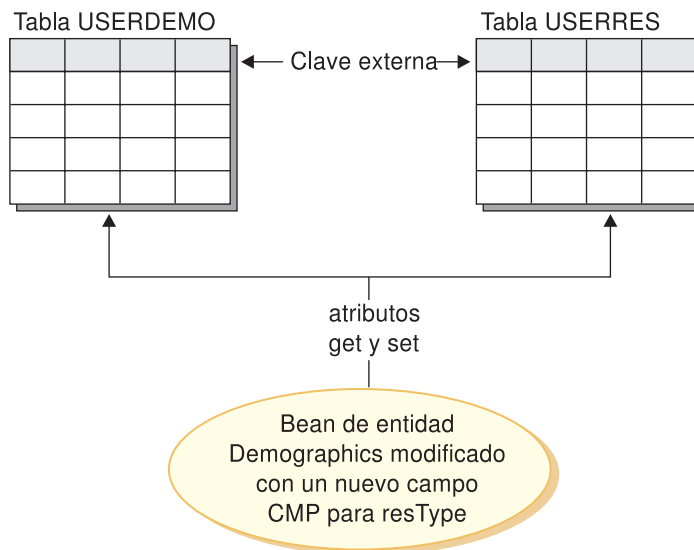 Tabla USERDEMO
Tabla USERRES
Clave externa
atributos
get y set
Bean de entidad
Demographics modificado
con un nuevo campo
CMP para resType